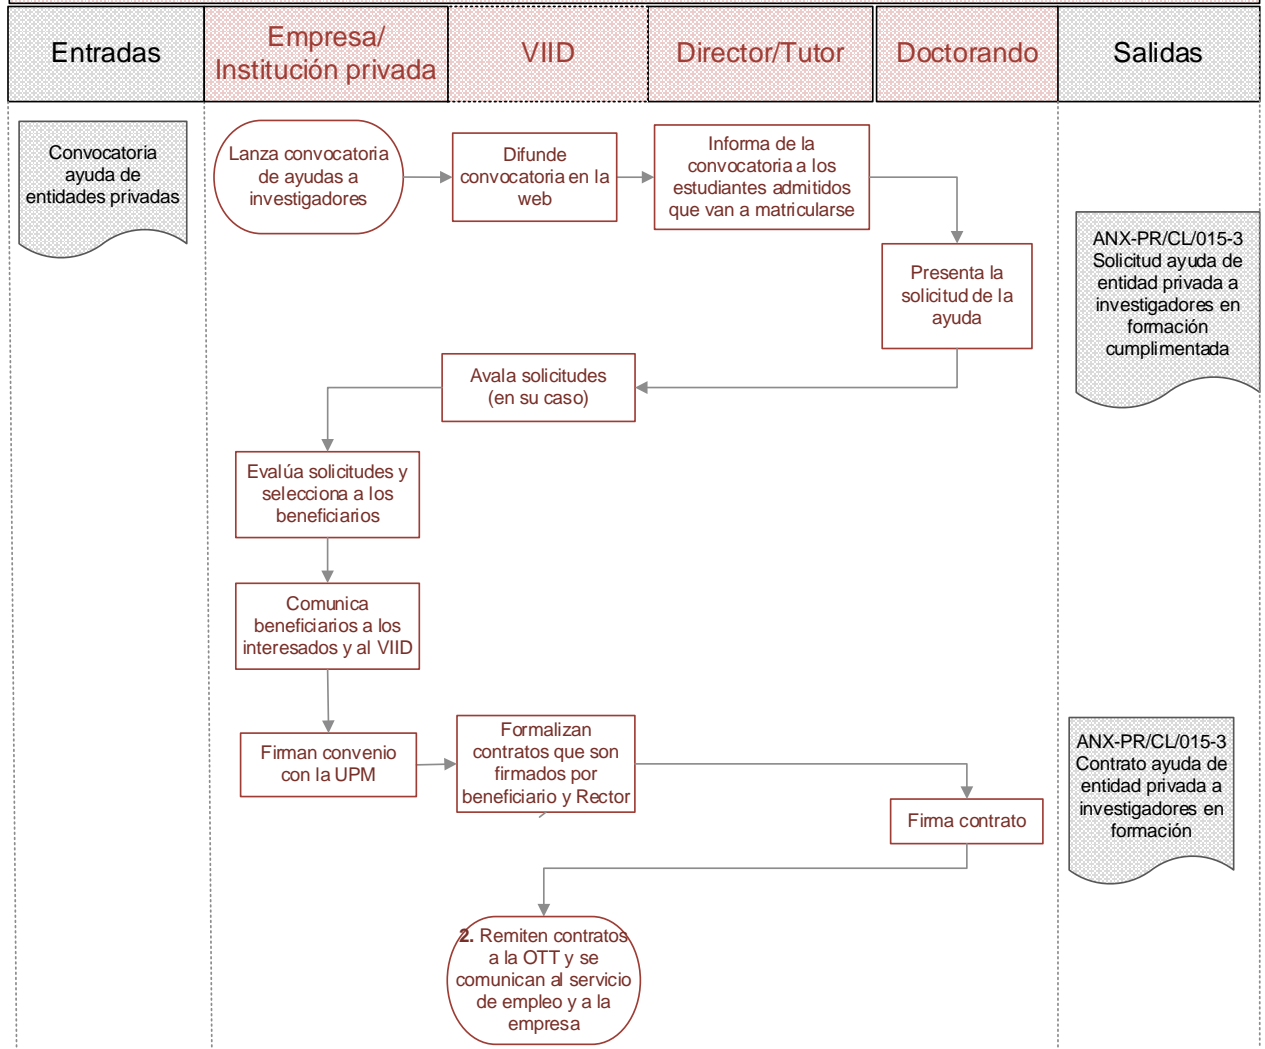 Entradas
Empresa/
Institución privada
VIID
Director/Tutor
Doctorando
Salidas
Convocatoria
ayuda de
entidades privadas
Lanza convocatoria
de ayudas a
investigadores
Difunde
convocatoria en la
web
Informa de la
convocatoria a los
estudiantes admitidos
que van a matricularse
Presenta la
solicitud de la
ayuda
ANX-PR/CL/015-3
Solicitud ayuda de
entidad privada a
investigadores en
formación
cumplimentada
Avala solicitudes
(en su caso)
Evalúa solicitudes y
selecciona a los
beneficiarios
Comunica
beneficiarios a los
interesados y al VIID
Firman convenio
con la UPM
Formalizan
contratos que son
firmados por
beneficiario y Rector
Firma contrato
ANX-PR/CL/015-3
Contrato ayuda de
entidad privada a
investigadores en
formación
2. Remiten contratos
a la OTT y se
comunican al servicio
de empleo y a la
empresa